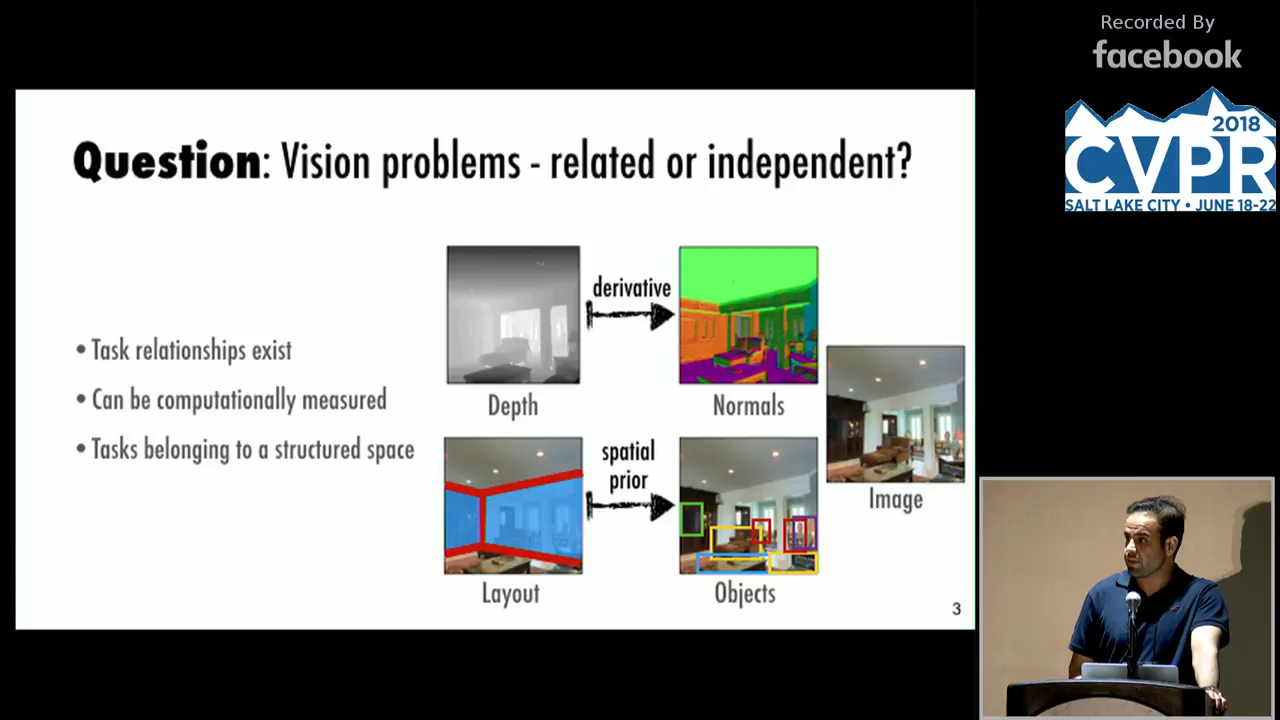 Recorded By
facebook
2018
CVPR
SALT LAKE CITY • JUNE 18-22
Question: Vision problems - related or independent?
• Task relationships exist
• Can be computationally measured
• Tasks belonging to a structured space
derivative
Depth
Normals
spatial
prior
Layout
Objects
Image
3